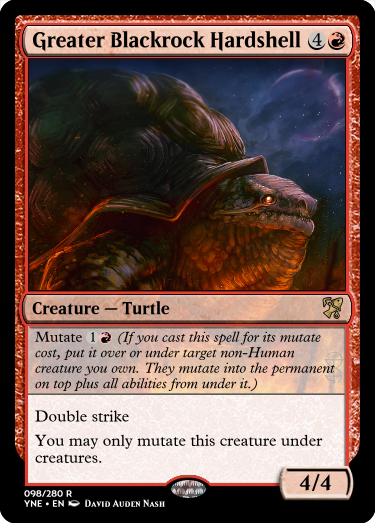 Greater Blackrock Hardshell 4
Creature — Turtle
Mutate 1 (If you cast this spell for its mutate
cost, put it over or under target non-Human
creature you own. They mutate into the permanent
on top plus all abilities from under it.)
Double strike
You may only mutate this creature under
creatures.
4/4
098/280 R
YNE • EN David Auden Nash